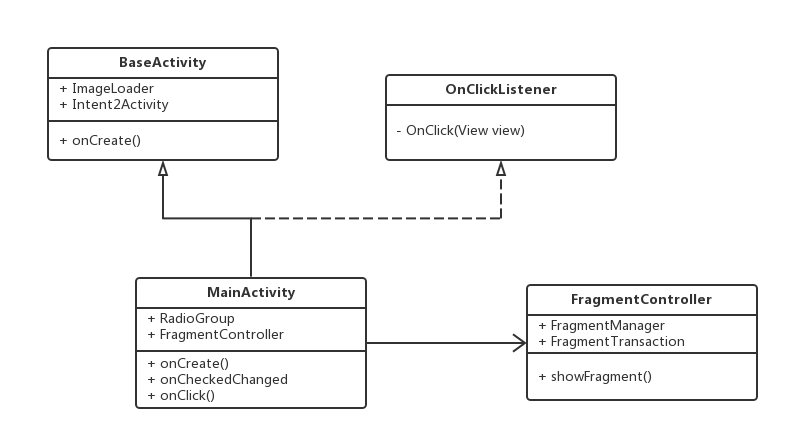 BaseActivity
+ ImageLoader
+ Intent2Activity
+ onCreate()
OnClickListener
- OnClick(View view)
MainActivity
+ RadioGroup
+ FragmentController
+ onCreate()
+ onCheckedChanged
+ onClick()
FragmentController
+ FragmentManager
+ FragmentTransaction
+ showFragment()